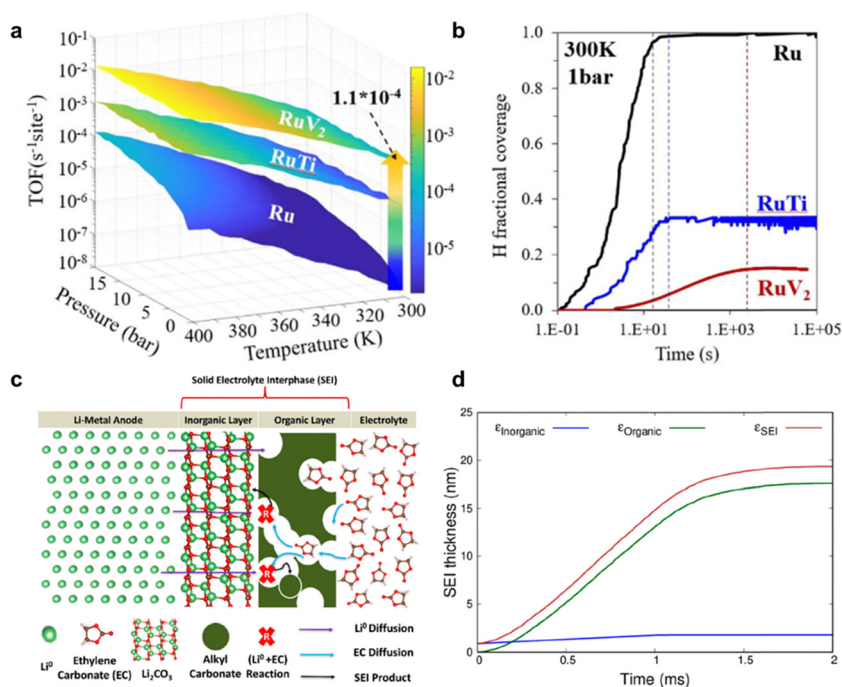 a
TOF(s⁻¹site⁻¹)
10⁻¹
10⁻²
10⁻³
10⁻⁴
10⁻⁵
10⁻⁶
10⁻⁷
10⁻⁸
15
10
5
0
Pressure (bar)
400
380
360
340
320
300
Temperature (K)
RuV₂
RuTi
Ru
1.1*10⁻⁴
10⁻²
10⁻³
10⁻⁴
10⁻⁵
b
H fractional coverage
1.0
0.8
0.6
0.4
0.2
0.0
300K
1bar
Ru
RuTi
RuV₂
1.E-01
1.E+01
1.E+03
1.E+05
Time (s)
c
Solid Electrolyte Interphase (SEI)
Li-Metal Anode
Inorganic Layer
Organic Layer
Electrolyte
Li⁰
Ethylene
Carbonate (EC)
Li₂CO₃
Alkyl
Carbonate
(Li⁰ +EC)
Reaction
Li⁰ Diffusion
EC Diffusion
SEI Product
d
SEI thickness (nm)
25
20
15
10
5
0
εInorganic
εOrganic
εSEI
0
0.5
1
1.5
2
Time (ms)